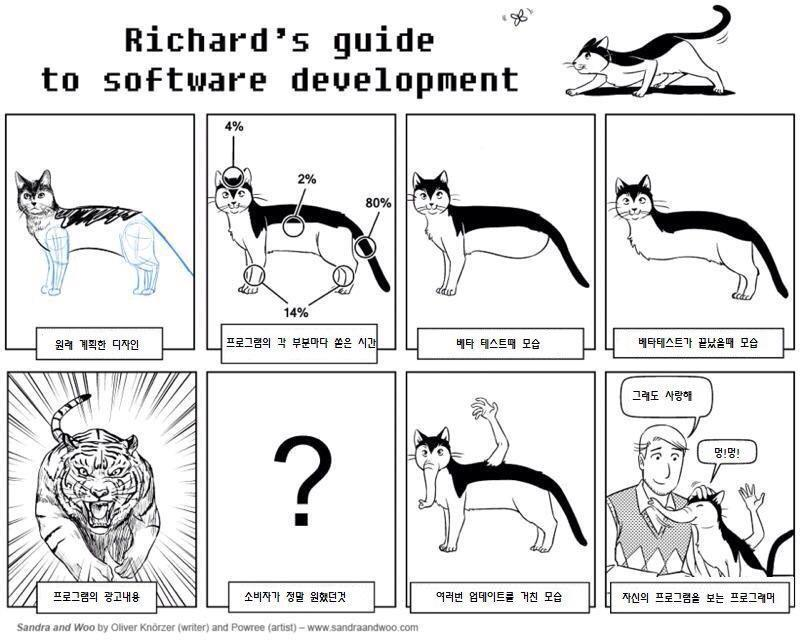 Richard's guide
to software development
4%
2%
80%
14%
원래 계획한 디자인
프로그램의 각 부분마다 쏟은 시간
베타 테스트때 모습
베타테스트가 끝났을때 모습
그래도 사랑해
멍!멍!
프로그램의 광고내용
소비자가 정말 원했던것
여러번 업데이트를 거친 모습
자신의 프로그램을 보는 프로그래머
Sandra and Woo by Oliver Knörzer (writer) and Powree (artist) – www.sandraandwoo.com